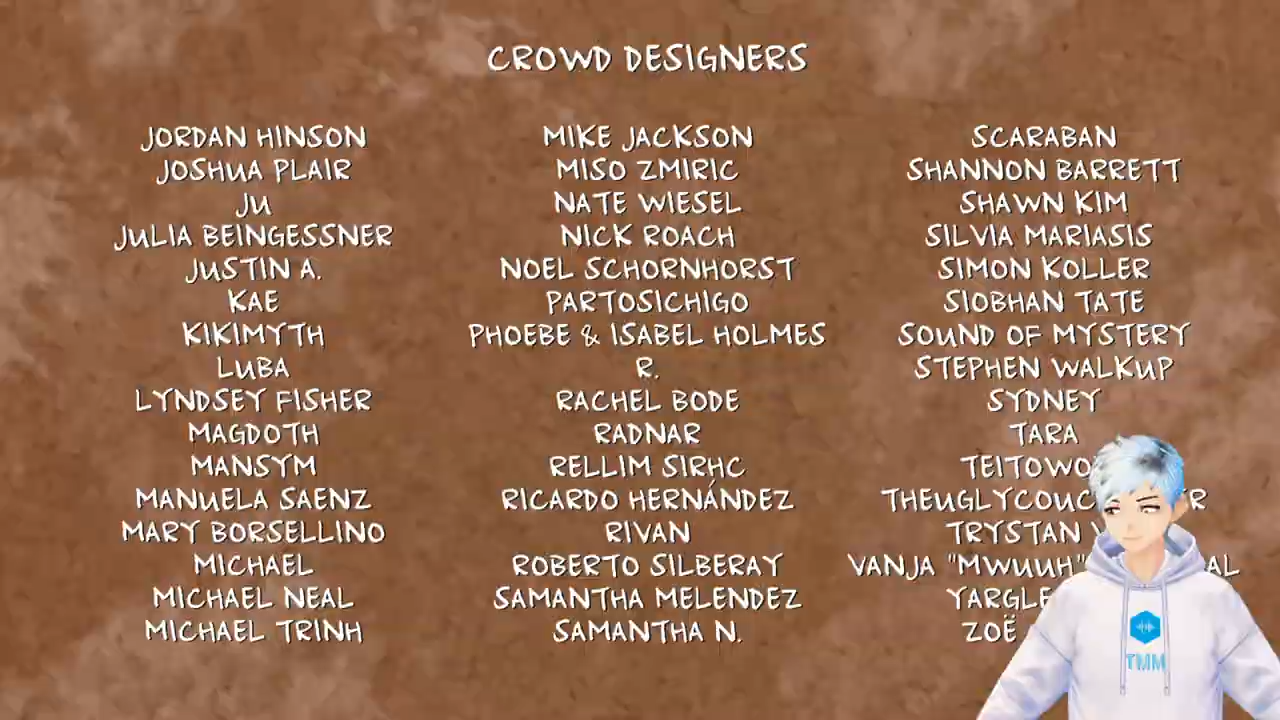 CROWD DESIGNERS
JORDAN HINSON
JOSHUA PLAIR
JU
JULIA BEINGESSNER
JUSTIN A.
KAE
KIKIMYTH
LUBA
LYNDSEY FISHER
MAGDOTH
MANSYM
MANUELA SAENZ
MARY BORSELLINO
MICHAEL
MICHAEL NEAL
MICHAEL TRINH
MIKE JACKSON
MISO ZMIRIC
NATE WIESEL
NICK ROACH
NOEL SCHORNHORST
PARTOSICHIGO
PHOEBE & ISABEL HOLMES
R.
RACHEL BODE
RADNAR
RELLIM SIRHC
RICARDO HERNÁNDEZ
RIVAN
ROBERTO SILBERAY
SAMANTHA MELENDEZ
SAMANTHA N.
SCARABAN
SHANNON BARRETT
SHAWN KIM
SILVIA MARIASIS
SIMON KOLLER
SIOBHAN TATE
SOUND OF MYSTERY
STEPHEN WALKUP
SYDNEY
TARA
TRYSTAN
VANJA "MWUUH"
ZOË
TMM